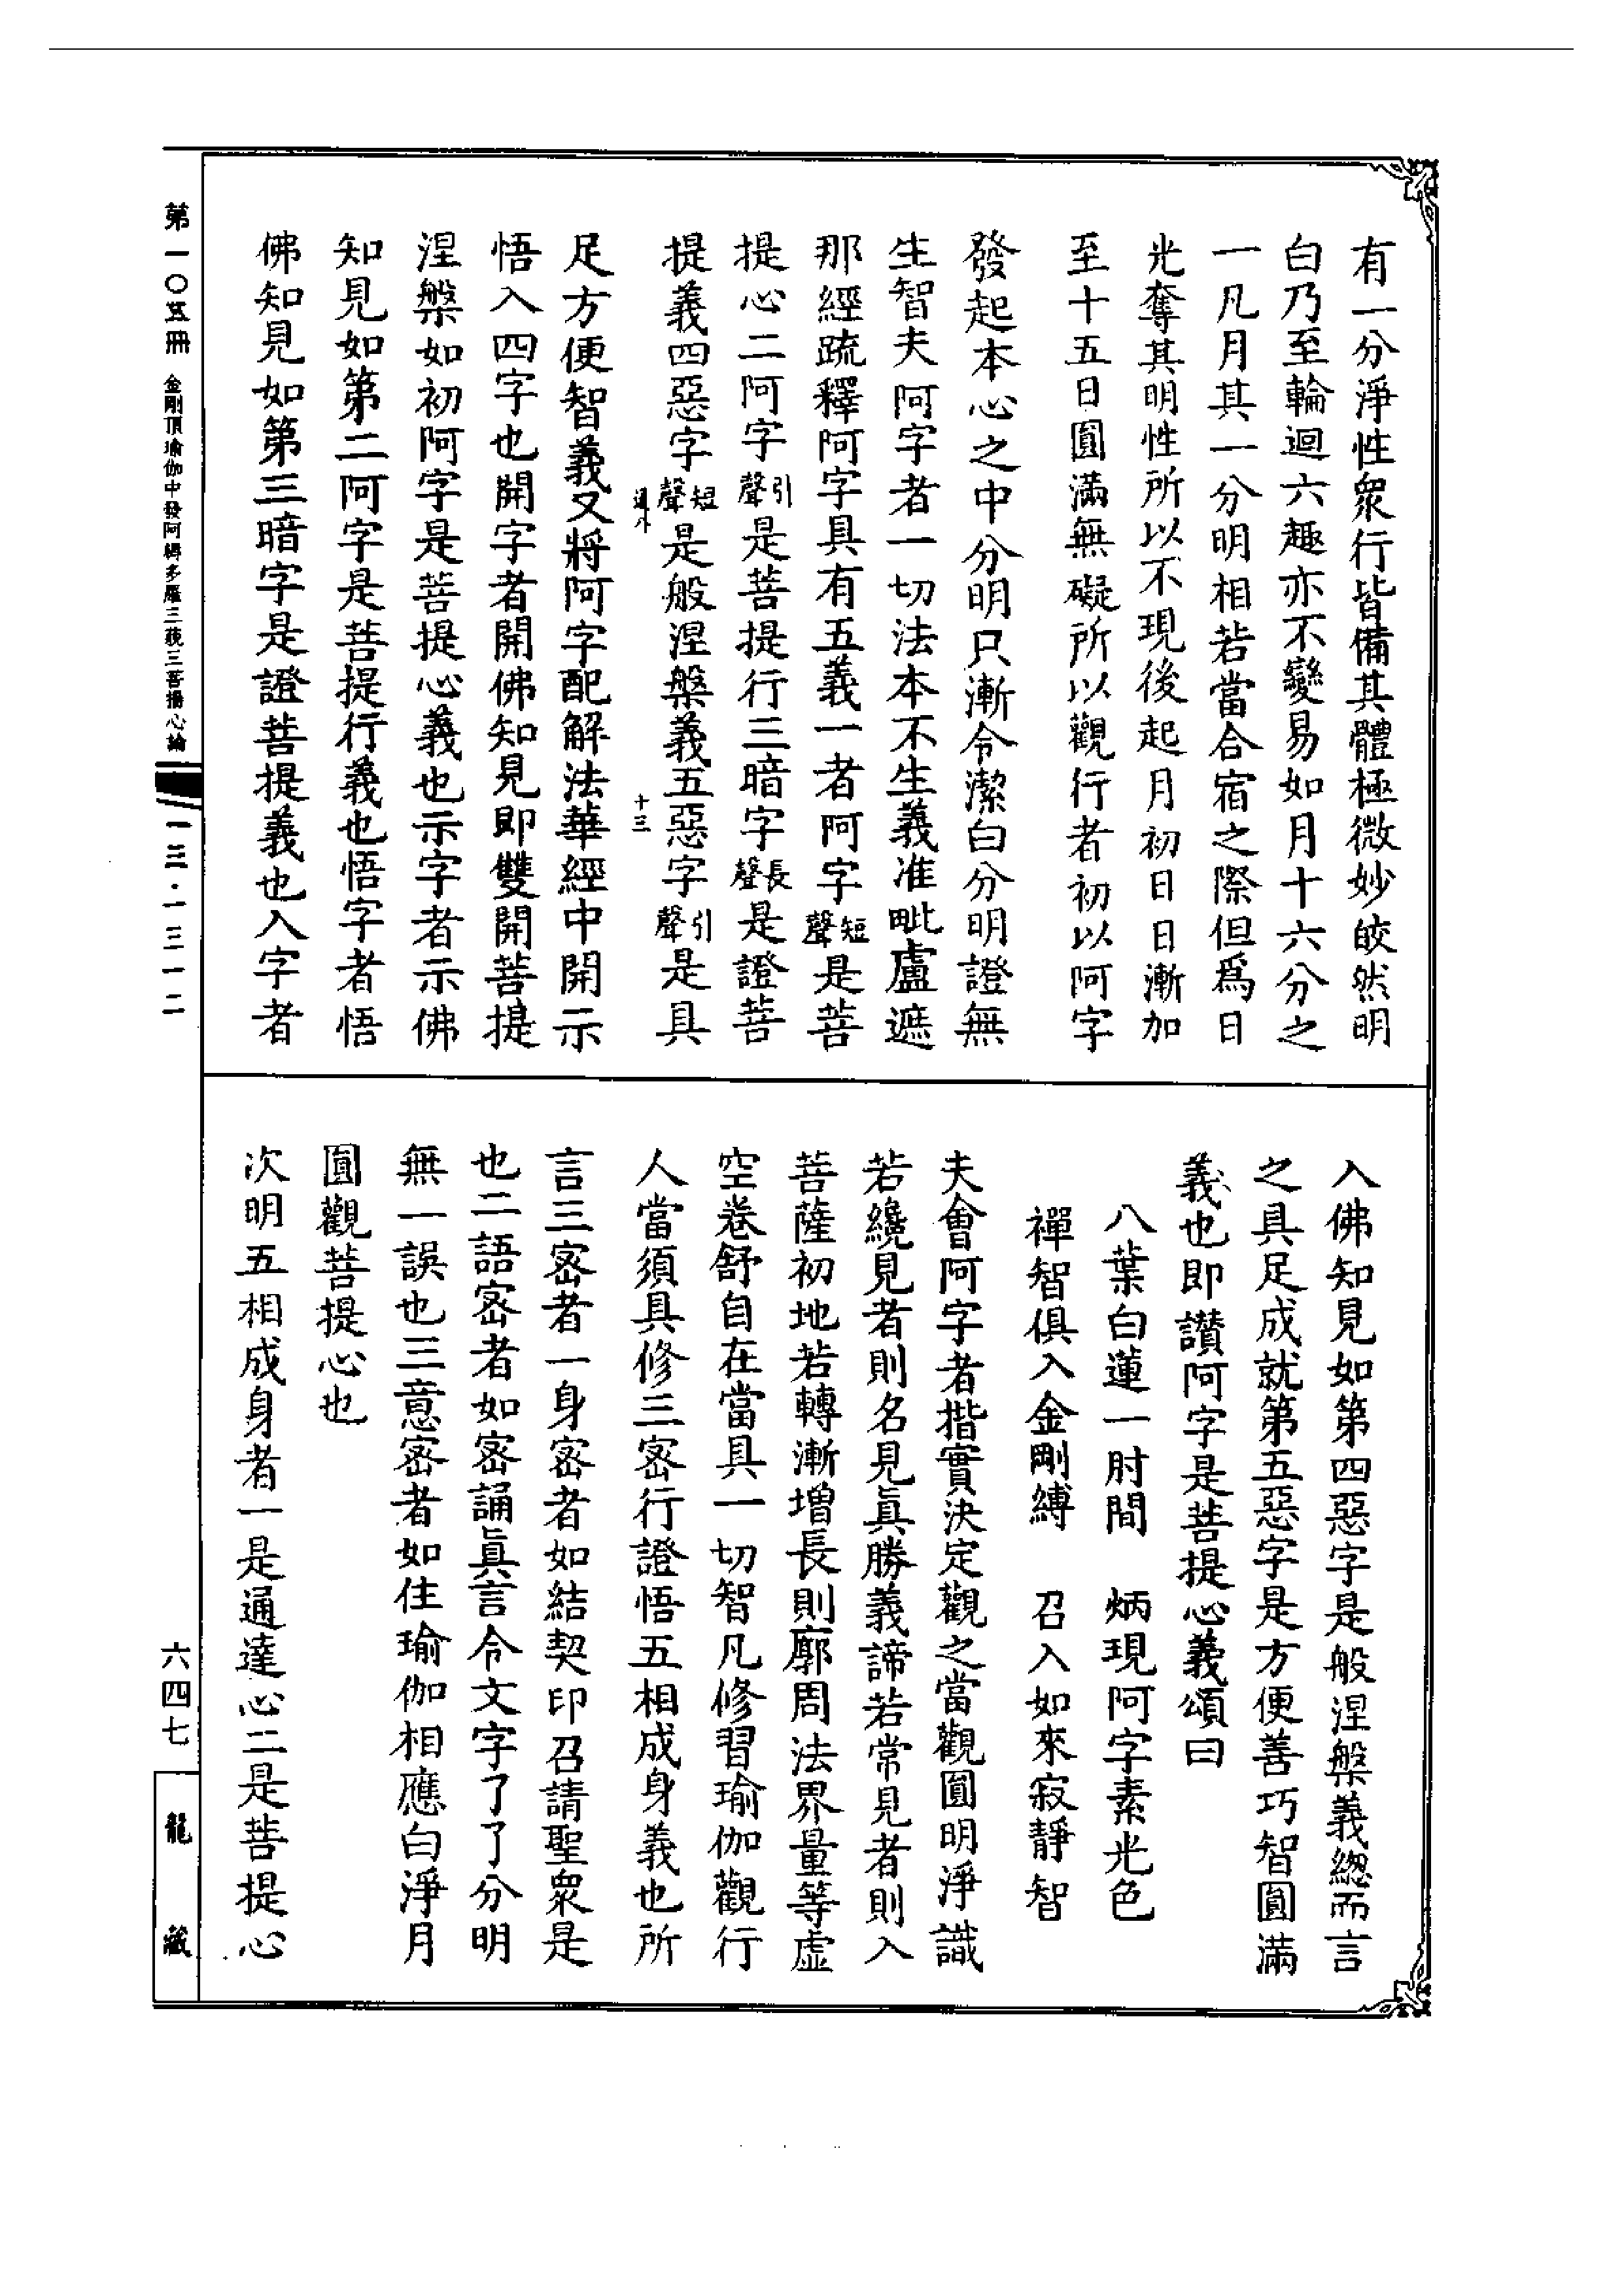 有一分淨性衆行皆備其體極微妙皎然明
白乃至輪迴六趣亦不變易如月十六分之
一凡月其一分明相若當合宿之際但爲日
光奪其明性所以不現後起月初日日漸加
至十五日圓滿無礙所以觀行者初以阿字
發起本心之中分明只漸令潔白分明證無
生智夫阿字者一切法本不生義准毗盧遮
那經疏釋阿字具有五義一者阿字短聲是菩
提心二阿字引聲是菩提行三暗字長聲是證菩
提義四惡字短聲是般涅槃義五惡字引聲是具
十三
足方便智義又將阿字配解法華經中開示
悟入四字也開字者開佛知見即雙開菩提
涅槃如初阿字是菩提心義也示字者示佛
知見如第二阿字是菩提行義也悟字者悟
佛知見如第三暗字是證菩提義也入字者
入佛知見如第四惡字是般涅槃義總而言
之具足成就第五惡字是方便善巧智圓滿
義也即讚阿字是菩提心義頌曰
八葉白蓮一肘間　炳現阿字素光色
禪智俱入金剛縛　召入如來寂靜智
夫會阿字者揩實決定觀之當觀圓明淨識
若纔見者則名見眞勝義諦若常見者則入
菩薩初地若轉漸增長則廓周法界量等虛
空卷舒自在當具一切智凡修習瑜伽觀行
人當須具修三密行證悟五相成身義也所
言三密者一身密者如結契印召請聖衆是
也二語密者如密誦眞言令文字了了分明
無一誤也三意密者如住瑜伽相應白淨月
圓觀菩提心也
次明五相成身者一是通達心二是菩提心
第一〇五冊　金剛頂瑜伽中發阿耨多羅三藐三菩提心論
一三・一三一二
六四七
龍藏